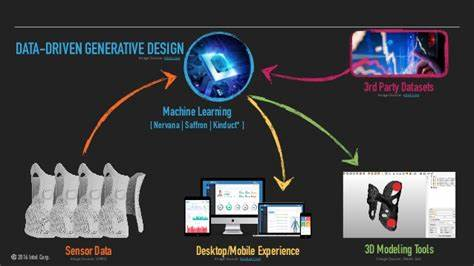 DATA-DRIVEN GENERATIVE DESIGN
3rd Party Datasets
Machine Learning
[ Nervana | Saffron | Kinduct* ]
Sensor Data
Desktop/Mobile Experience
3D Modeling Tools
© 2016 Intel Corp.